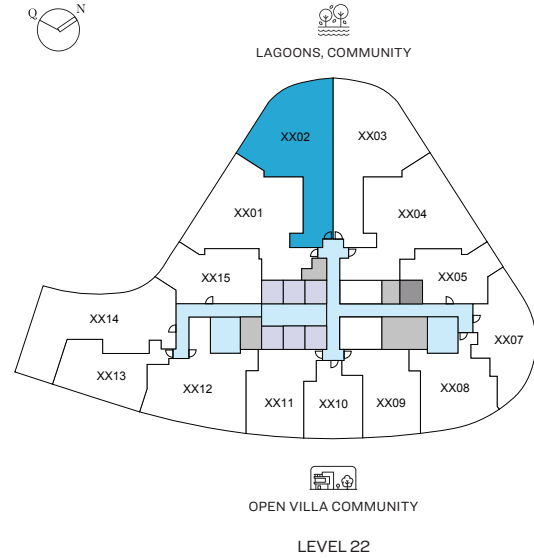 Q N
LAGOONS, COMMUNITY
XX02 XX03
XX01 XX04
XX15 XX05
XX14 XX07
XX13 XX12 XX11 XX10 XX09 XX08
OPEN VILLA COMMUNITY
LEVEL 22